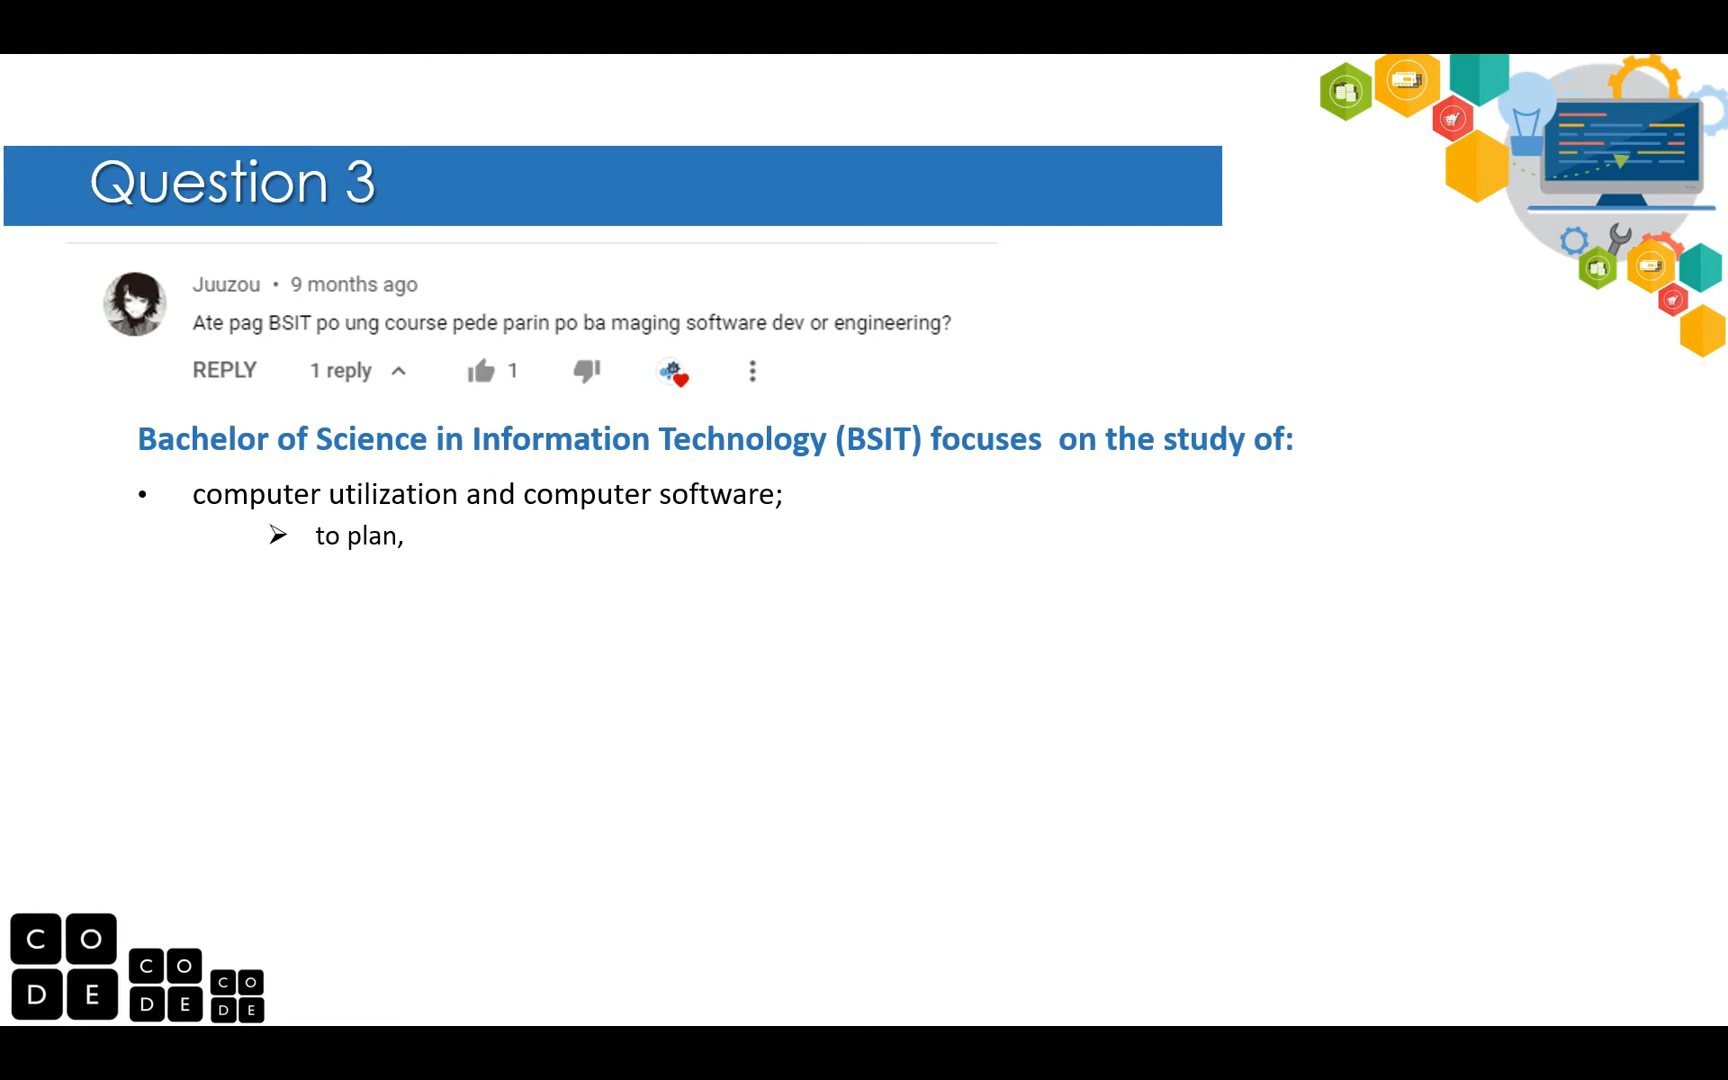 Question 3
Juuzou • 9 months ago
Ate pag BSIT po ung course pede parin po ba maging software dev or engineering?
REPLY 1 reply 1
Bachelor of Science in Information Technology (BSIT) focuses on the study of:
• computer utilization and computer software;
➢ to plan,
C O
D E
C O
D E
C O
D E